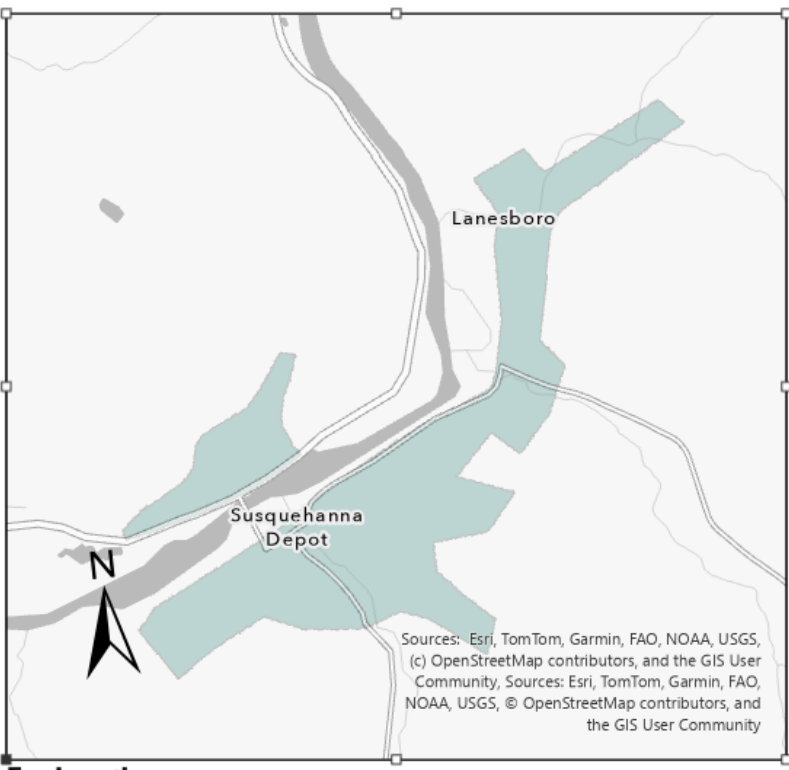 Lanesboro
Susquehanna
Depot
N
Sources: Esri, TomTom, Garmin, FAO, NOAA, USGS,
(c) OpenStreetMap contributors, and the GIS User
Community, Sources: Esri, TomTom, Garmin, FAO,
NOAA, USGS, © OpenStreetMap contributors, and
the GIS User Community